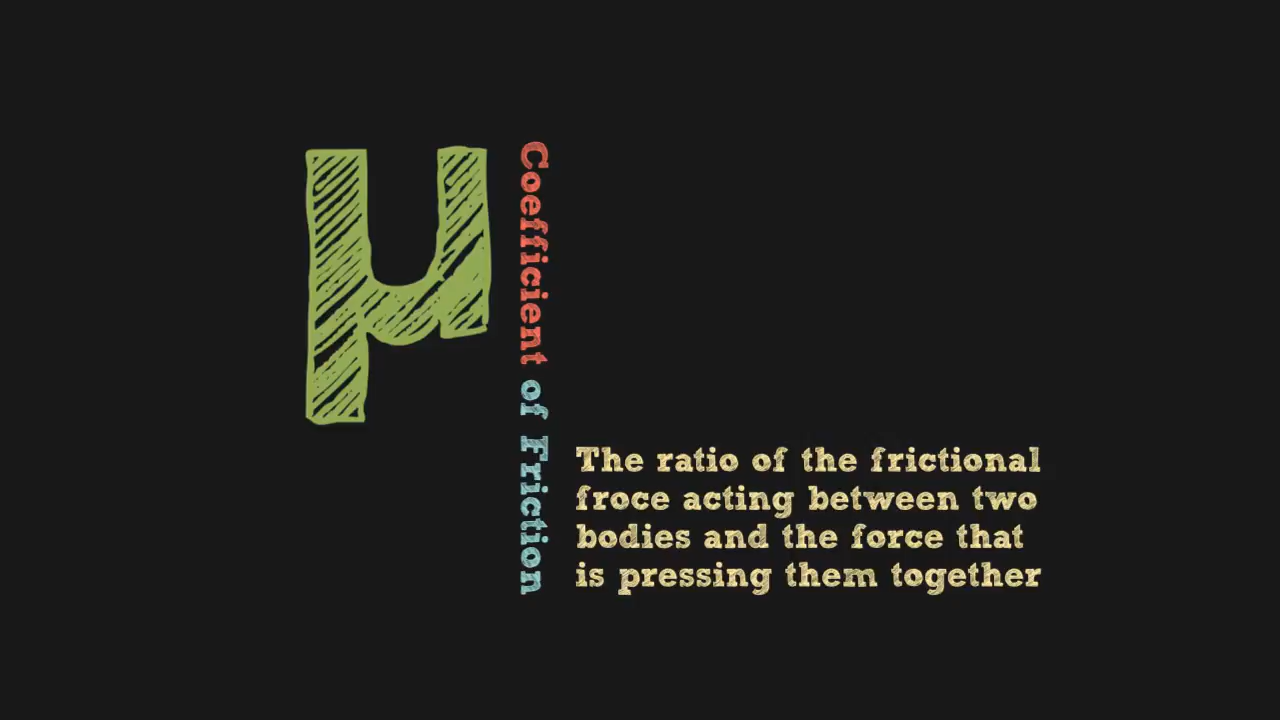 µ
Coefficient of Friction
The ratio of the frictional
froce acting between two
bodies and the force that
is pressing them together